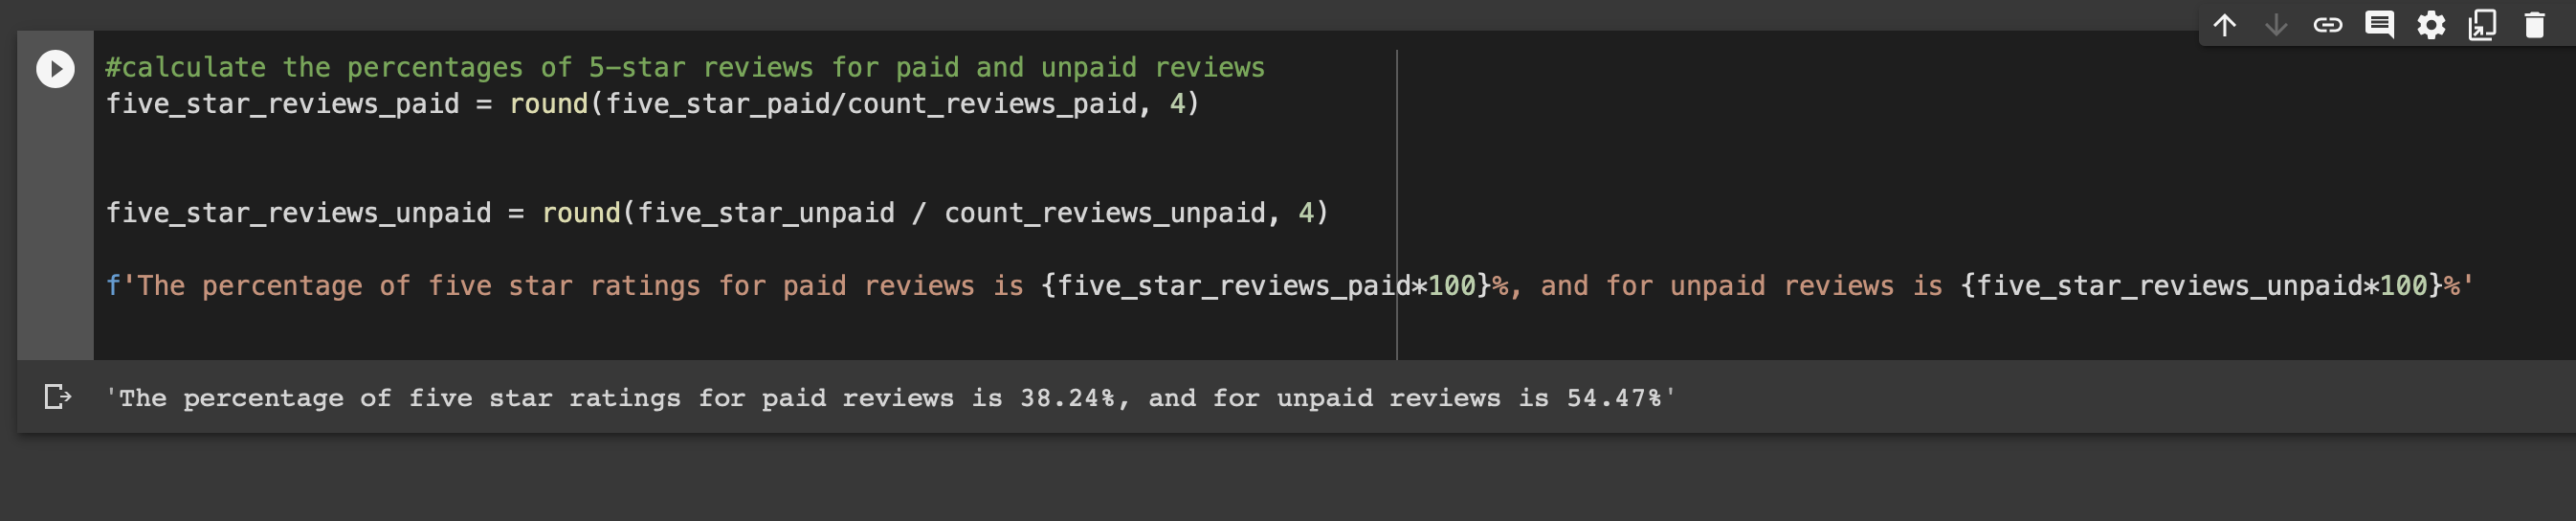 #calculate the percentages of 5-star reviews for paid and unpaid reviews
five_star_reviews_paid = round(five_star_paid/count_reviews_paid, 4)
five_star_reviews_unpaid = round(five_star_unpaid / count_reviews_unpaid, 4)
f'The percentage of five star ratings for paid reviews is {five_star_reviews_paid*100}%, and for unpaid reviews is {five_star_reviews_unpaid*100}%'
'The percentage of five star ratings for paid reviews is 38.24%, and for unpaid reviews is 54.47%'